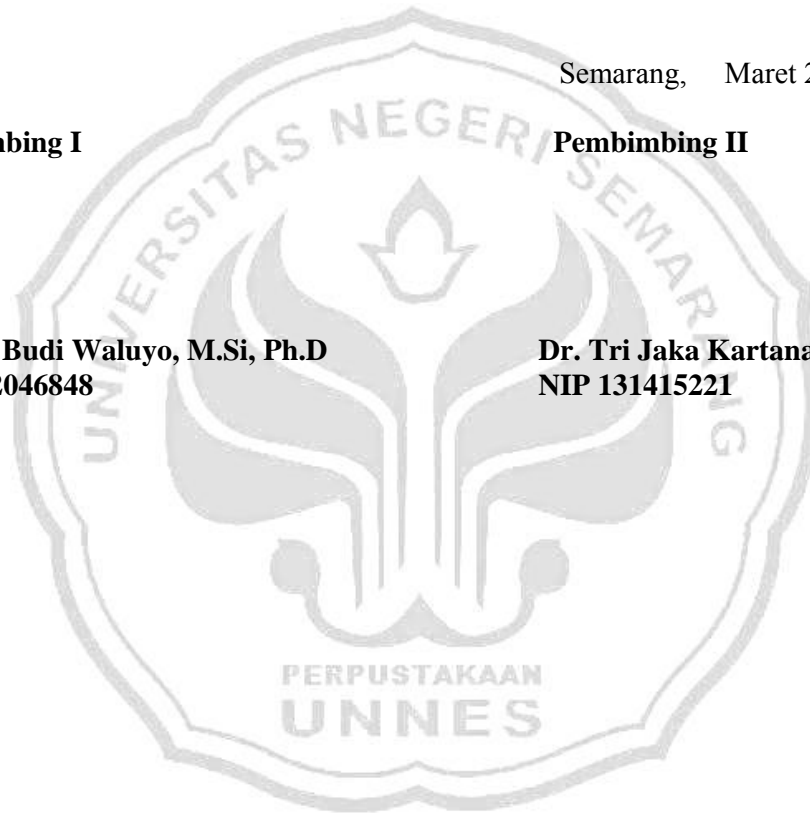 Semarang, Maret 2
mbing I Pembimbing II
Budi Waluyo, M.Si, Ph.D Dr. Tri Jaka Kartana
2046848 NIP 131415221
UNIVERSITAS NEGERI SEMARANG
PERPUSTAKAAN
UNNES